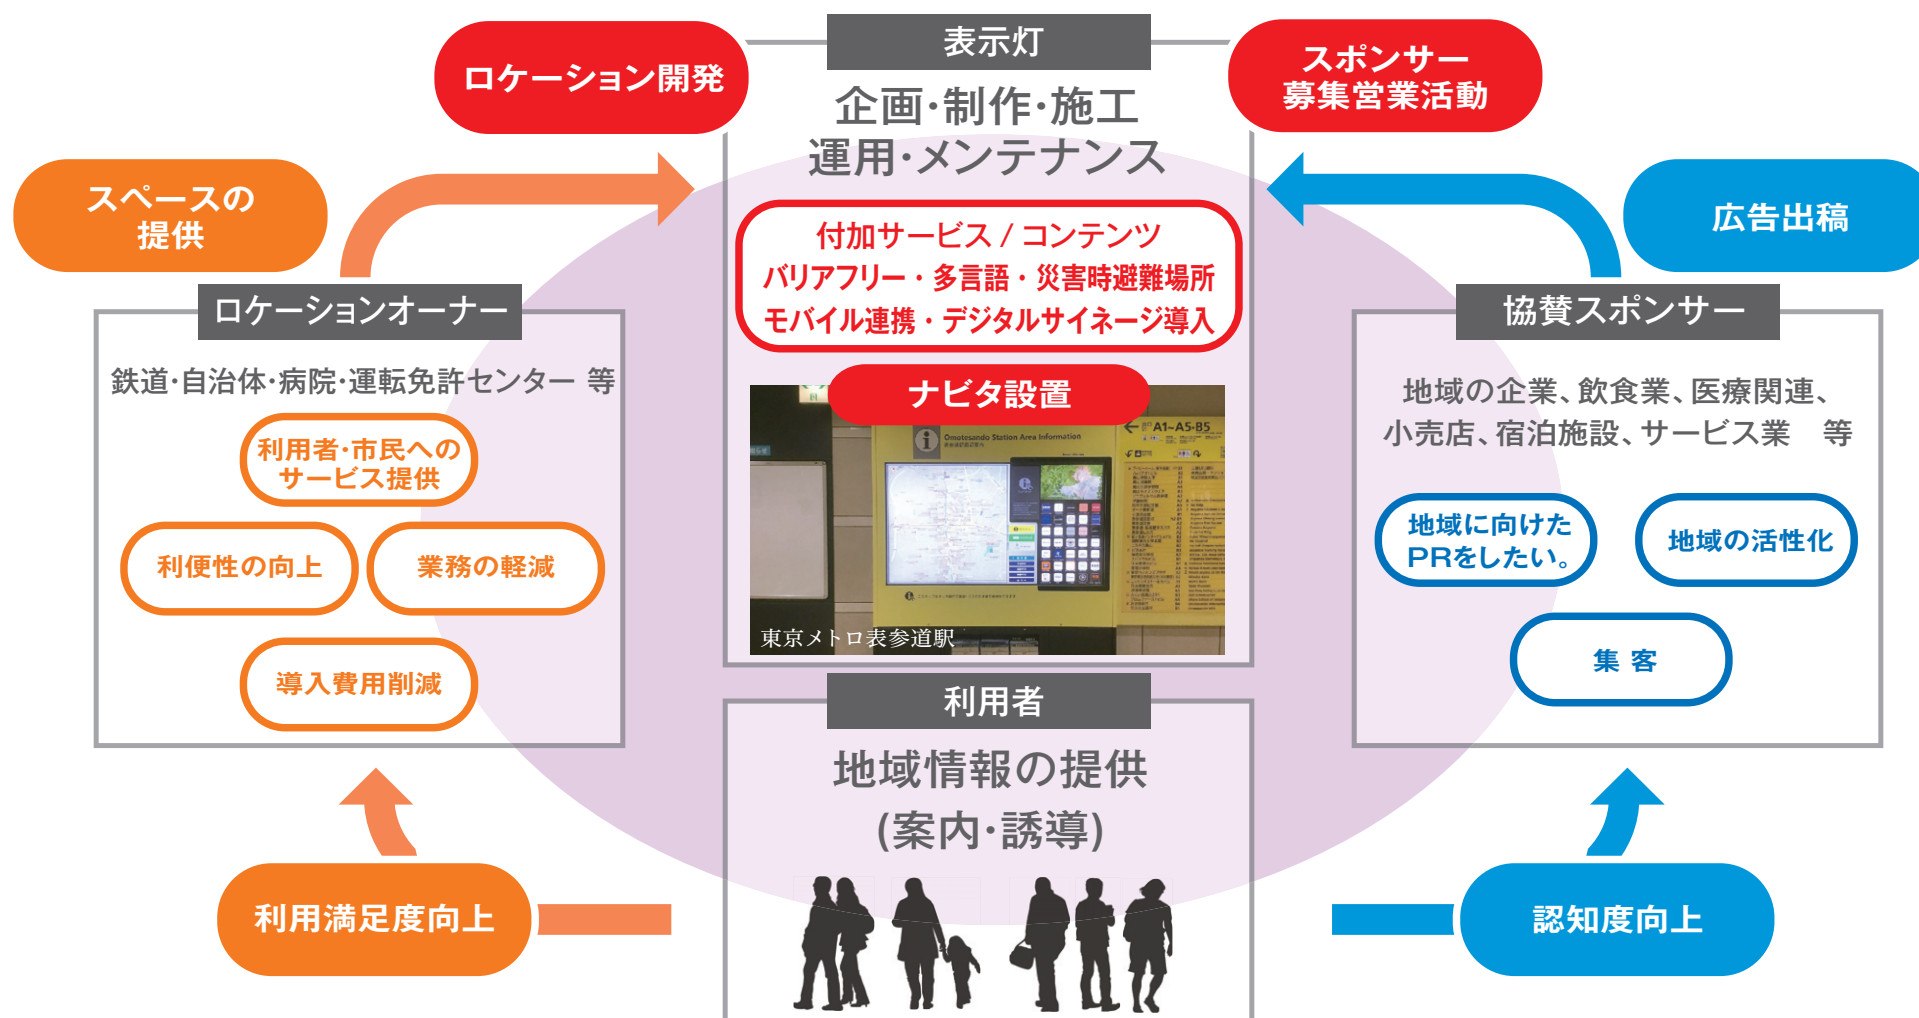 表示灯
ロケーション開発
スポンサー
募集営業活動
企画・制作・施工
運用・メンテナンス
スペースの
提供
広告出稿
付加サービス / コンテンツ
バリアフリー・多言語・災害時避難場所
モバイル連携・デジタルサイネージ導入
ナビタ設置
Omotesando Station Area Information
A1~A5・B5
東京メトロ表参道駅
ロケーションオーナー
鉄道・自治体・病院・運転免許センター 等
利用者・市民への
サービス提供
利便性の向上
業務の軽減
導入費用削減
協賛スポンサー
地域の企業、飲食業、医療関連、
小売店、宿泊施設、サービス業 等
地域に向けた
PRをしたい。
地域の活性化
集 客
利用者
地域情報の提供
(案内・誘導)
利用満足度向上
認知度向上